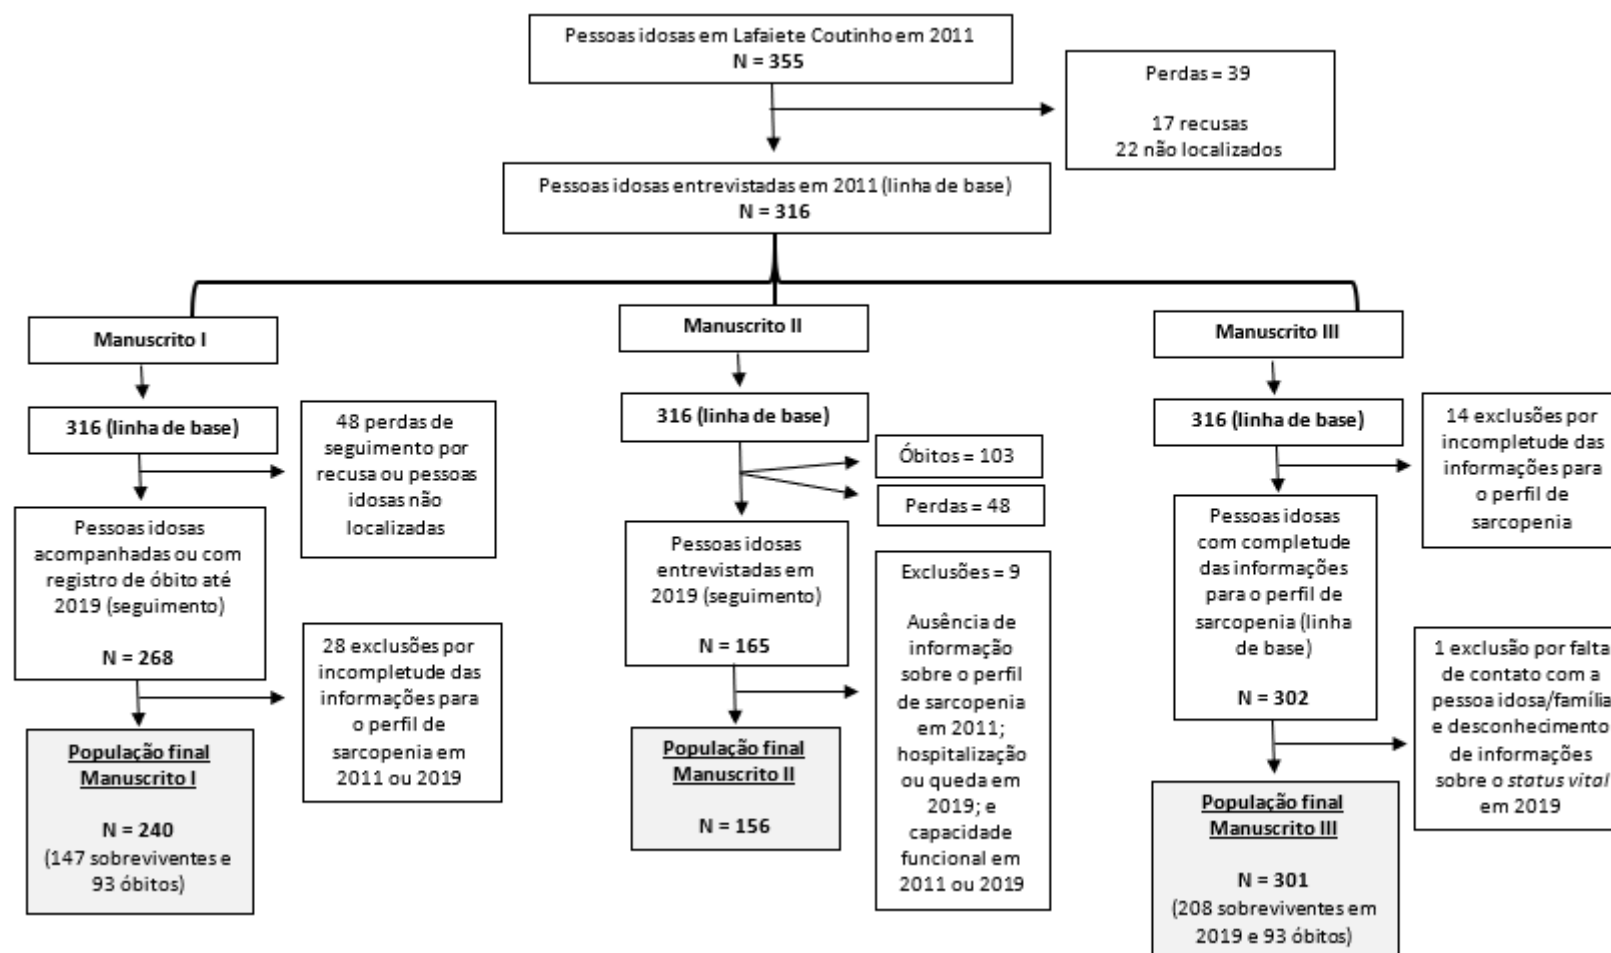 Pessoas idosas em Lafaiete Coutinho em 2011
N = 355
Perdas = 39
17 recusas
22 não localizados
Pessoas idosas entrevistadas em 2011 (linha de base)
N = 316
Manuscrito I
316 (linha de base)
48 perdas de
seguimento por
recusa ou pessoas
idosas não
localizadas
Pessoas idosas
acompanhadas ou com
registro de óbito até
2019 (seguimento)
N = 268
28 exclusões por
incompletude das
informações para
o perfil de
sarcopenia em
2011 ou 2019
População final
Manuscrito I
N = 240
(147 sobreviventes e
93 óbitos)
Manuscrito II
316 (linha de base)
Óbitos = 103
Perdas = 48
Pessoas idosas
entrevistadas em
2019 (seguimento)
N = 165
Exclusões = 9
Ausência de
informação
sobre o perfil
de sarcopenia
em 2011;
hospitalização
ou queda em
2019; e
capacidade
funcional em
2011 ou 2019
População final
Manuscrito II
N = 156
Manuscrito III
316 (linha de base)
14 exclusões por
incompletude das
informações para
o perfil de
sarcopenia
Pessoas idosas
com completude
das informações
para o perfil de
sarcopenia (linha
de base)
N = 302
1 exclusão por falta
de contato com a
pessoa idosa/família
e desconhecimento
de informações
sobre o status vital
em 2019
População final
Manuscrito III
N = 301
(208 sobreviventes em
2019 e 93 óbitos)